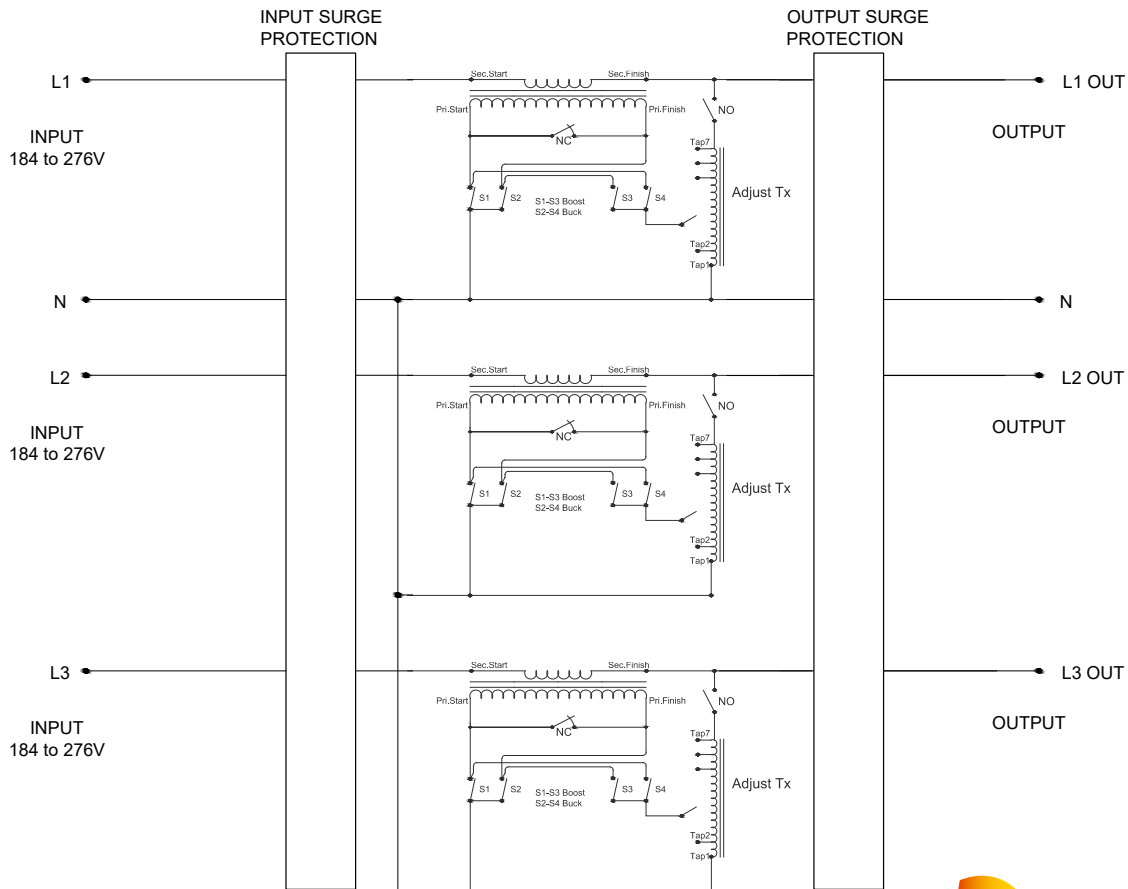 INPUT SURGE
PROTECTION
OUTPUT SURGE
PROTECTION
L1
Sec.Start
Sec.Finish
L1 OUT
Pri.Start
Pri.Finish
NO
INPUT
184 to 276V
OUTPUT
NC
Tap7
S1
S2
S1-S3 Boost
S2-S4 Buck
S3
S4
Adjust Tx
Tap2
Tap1
N
N
L2
Sec.Start
Sec.Finish
L2 OUT
Pri.Start
Pri.Finish
NO
INPUT
184 to 276V
OUTPUT
NC
Tap7
S1
S2
S1-S3 Boost
S2-S4 Buck
S3
S4
Adjust Tx
Tap2
Tap1
L3
Sec.Start
Sec.Finish
L3 OUT
Pri.Start
Pri.Finish
NO
INPUT
184 to 276V
OUTPUT
NC
Tap7
S1
S2
S1-S3 Boost
S2-S4 Buck
S3
S4
Adjust Tx
Tap2
Tap1